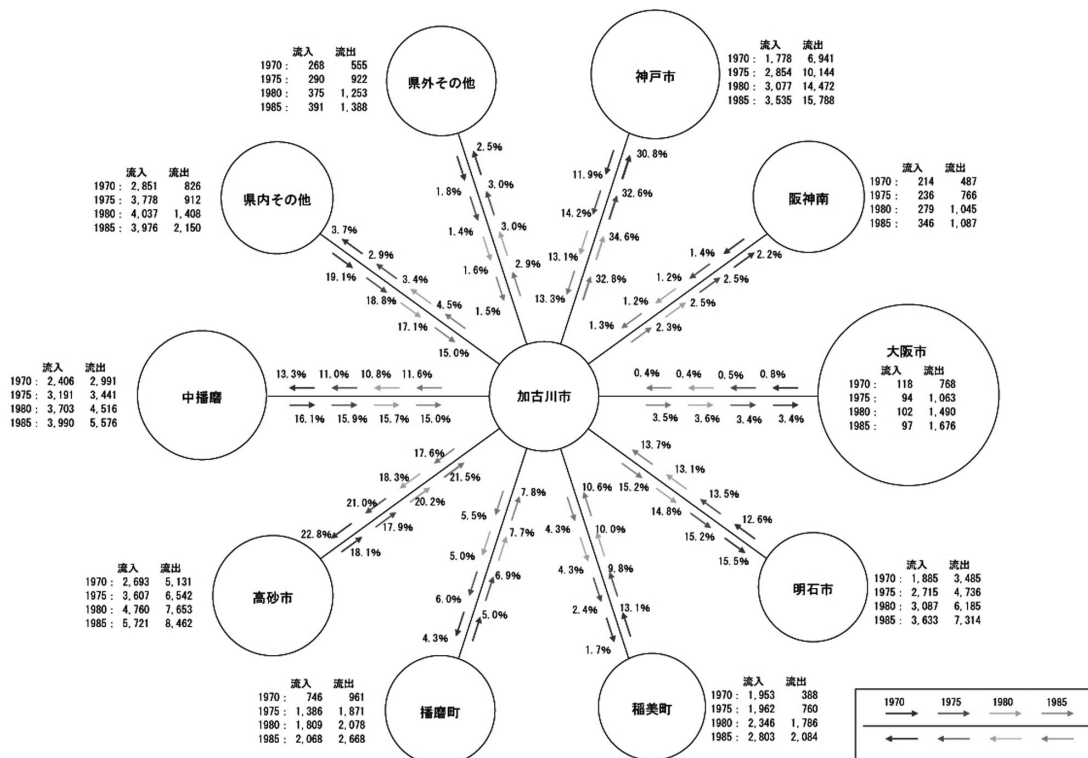 流入 流出
1970： 268 555
1975： 290 922
1980： 375 1,253
1985： 391 1,388
県外その他
流入 流出
1970： 1,778 6,941
1975： 2,854 10,144
1980： 3,077 14,472
1985： 3,535 15,788
神戸市
流入 流出
1970： 2,851 826
1975： 3,778 912
1980： 4,037 1,408
1985： 3,976 2,150
県内その他
流入 流出
1970： 214 487
1975： 236 766
1980： 279 1,045
1985： 346 1,087
阪神南
2.5%
3.0%
3.0%
2.9%
1.8%
1.4%
1.6%
1.5%
30.8%
32.6%
34.6%
32.8%
11.9%
14.2%
13.1%
13.3%
3.7%
2.9%
3.4%
4.5%
19.1%
18.8%
17.1%
15.0%
1.4%
1.2%
1.2%
1.3%
2.2%
2.5%
2.5%
2.3%
流入 流出
1970： 2,406 2,991
1975： 3,191 3,441
1980： 3,703 4,516
1985： 3,990 5,576
中播磨
13.3% 11.0% 10.8% 11.6%
16.1% 15.9% 15.7% 15.0%
加古川市
0.4% 0.4% 0.5% 0.8%
3.5% 3.6% 3.4% 3.4%
大阪市
流入 流出
1970： 118 768
1975： 94 1,063
1980： 102 1,490
1985： 97 1,676
17.6%
18.3%
21.0%
22.8%
21.5%
20.2%
17.9%
18.1%
13.7%
13.1%
13.5%
12.6%
15.2%
14.8%
15.2%
15.5%
流入 流出
1970： 2,693 5,131
1975： 3,607 6,542
1980： 4,760 7,653
1985： 5,721 8,462
高砂市
5.5%
5.0%
6.0%
4.3%
7.8%
7.7%
6.9%
5.0%
4.3%
4.3%
2.4%
1.7%
10.6%
10.0%
9.8%
13.1%
明石市
流入 流出
1970： 1,885 3,485
1975： 2,715 4,736
1980： 3,087 6,185
1985： 3,633 7,314
流入 流出
1970： 746 961
1975： 1,386 1,871
1980： 1,809 2,078
1985： 2,068 2,668
播磨町
稲美町
流入 流出
1970： 1,953 388
1975： 1,962 760
1980： 2,346 1,786
1985： 2,803 2,084
1970 1975 1980 1985